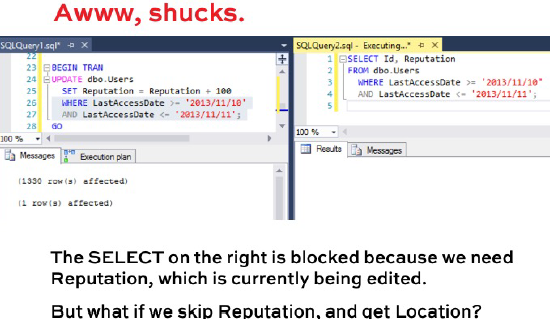 Awww, shucks.
SQLQuery1.sql*
SQLQuery2.sql - Executing...*
22
23 BEGIN TRAN
24 UPDATE dbo.Users
25 SET Reputation = Reputation + 100
26 WHERE LastAccessDate >= '2013/11/10'
27 AND LastAccessDate <= '2013/11/11';
28 GO
100 %
Messages Execution plan
(1330 row(s) affected)
(1 row(s) affected)
1 SELECT Id, Reputation
2 FROM dbo.Users
3 WHERE LastAccessDate >= '2013/11/10'
4 AND LastAccessDate <= '2013/11/11';
5
100 %
Results Messages
The SELECT on the right is blocked because we need
Reputation, which is currently being edited.
But what if we skip Reputation, and get Location?